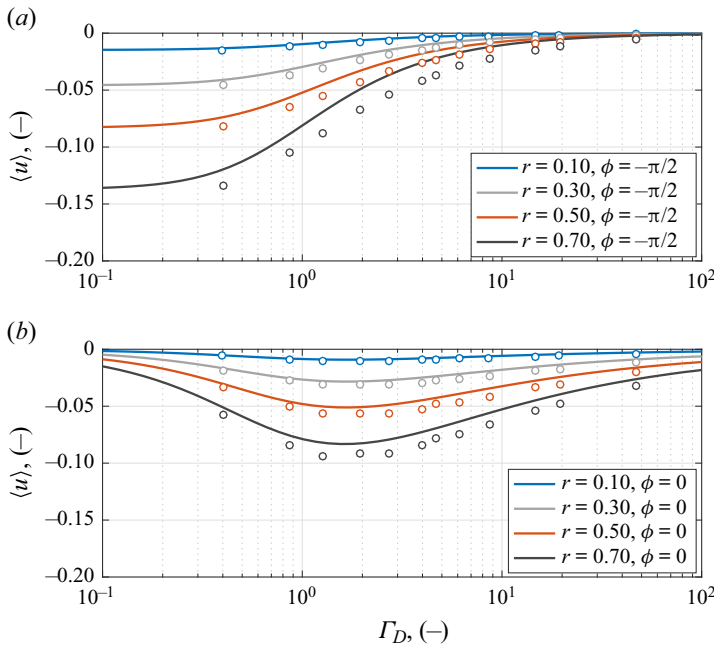 (a)
0
−0.05
−0.10
−0.15
−0.20
⟨u⟩, (−)
r = 0.10, ϕ = −π/2
r = 0.30, ϕ = −π/2
r = 0.50, ϕ = −π/2
r = 0.70, ϕ = −π/2
10⁻¹ 10⁰ 10¹ 10²
(b)
0
−0.05
−0.10
−0.15
−0.20
⟨u⟩, (−)
r = 0.10, ϕ = 0
r = 0.30, ϕ = 0
r = 0.50, ϕ = 0
r = 0.70, ϕ = 0
10⁻¹ 10⁰ 10¹ 10²
Γ_D, (−)